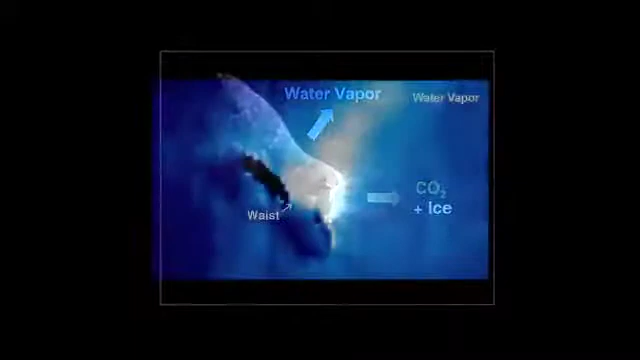 Water Vapor
Water Vapor
CO₂
+ Ice
Waist